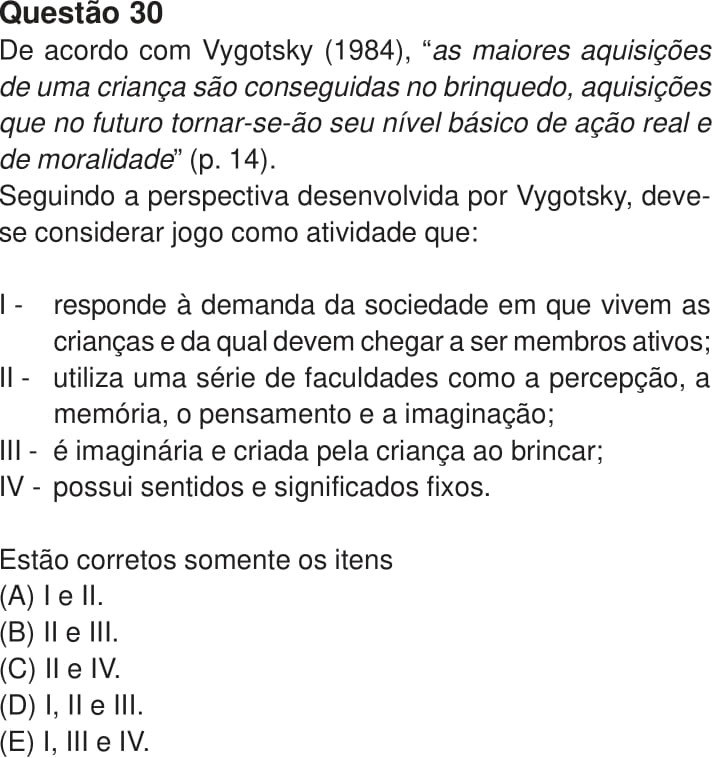 Questão 30
De acordo com Vygotsky (1984), “as maiores aquisições
de uma criança são conseguidas no brinquedo, aquisições
que no futuro tornar-se-ão seu nível básico de ação real e
de moralidade” (p. 14).
Seguindo a perspectiva desenvolvida por Vygotsky, deve-
se considerar jogo como atividade que:
I - responde à demanda da sociedade em que vivem as
crianças e da qual devem chegar a ser membros ativos;
II - utiliza uma série de faculdades como a percepção, a
memória, o pensamento e a imaginação;
III - é imaginária e criada pela criança ao brincar;
IV - possui sentidos e significados fixos.
Estão corretos somente os itens
(A) I e II.
(B) II e III.
(C) II e IV.
(D) I, II e III.
(E) I, III e IV.